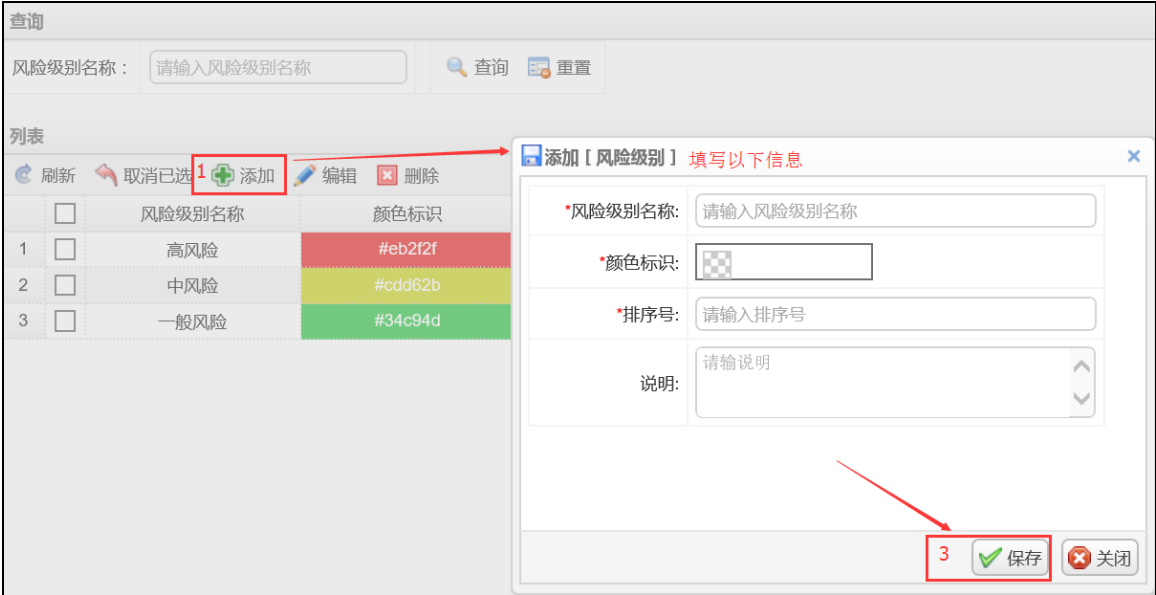 查询
风险级别名称： 请输入风险级别名称 查询 重置
列表
刷新 取消已选 1 添加 编辑 删除
风险级别名称 颜色标识
1 高风险 #eb2f2f
2 中风险 #cdd62b
3 一般风险 #34c94d
添加 [ 风险级别 ] 填写以下信息 ×
*风险级别名称: 请输入风险级别名称
*颜色标识:
*排序号: 请输入排序号
说明: 请输说明
3 保存 关闭